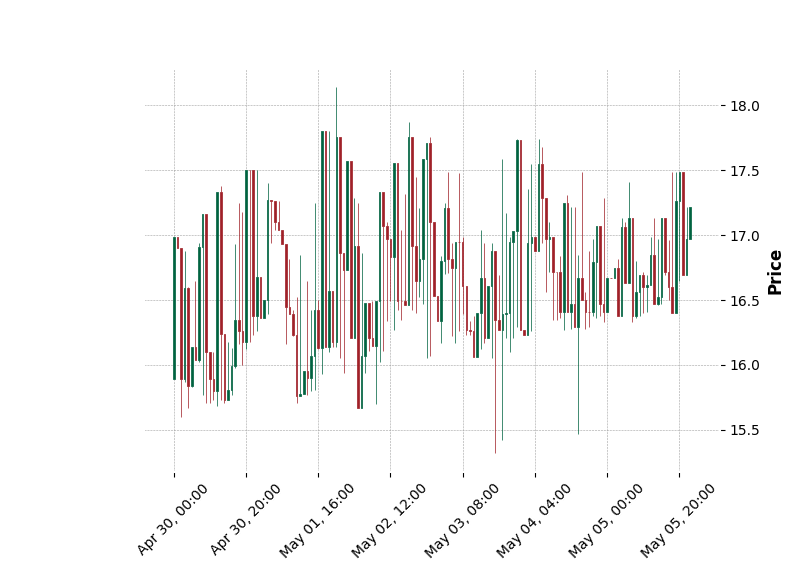 18.0
17.5
17.0
16.5
16.0
15.5
Price
Apr 30, 00:00
Apr 30, 20:00
May 01, 16:00
May 02, 12:00
May 03, 08:00
May 04, 04:00
May 05, 00:00
May 05, 20:00